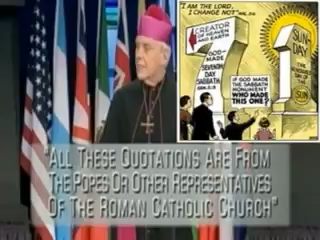 "I AM THE LORD,
I CHANGE NOT"
CREATOR
OF HEAVEN
AND EARTH
GOD-
MADE
SEVENTH
DAY
SABBATH
SUN-
DAY
THE
SUN
IF GOD MADE
THE SABBATH
MONUMENT
WHO MADE
THIS ONE?
"ALL THESE QUOTATIONS ARE FROM
THE POPES OR OTHER REPRESENTATIVES
OF THE ROMAN CATHOLIC CHURCH"